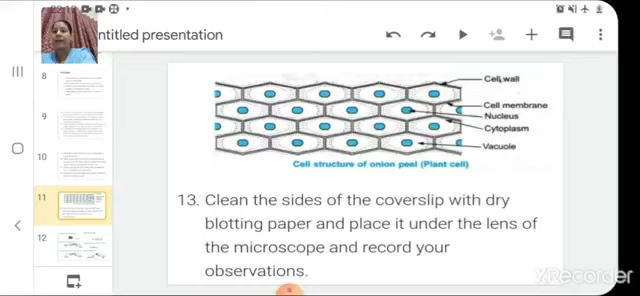 22:12
ntitled presentation
8
9
10
11
12
Cell wall
Cell membrane
Nucleus
Cytoplasm
Vacuole
Cell structure of onion peel (Plant cell)
13. Clean the sides of the coverslip with dry
blotting paper and place it under the lens of
the microscope and record your
observations.
XRecorder